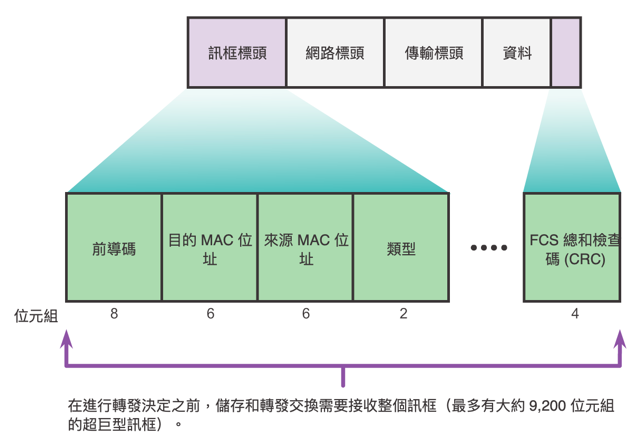 訊框標頭 網路標頭 傳輸標頭 資料
前導碼 目的 MAC 位址 來源 MAC 位址 類型 •••• FCS 總和檢查碼 (CRC)
位元組 8 6 6 2 4
在進行轉發決定之前，儲存和轉發交換需要接收整個訊框（最多有大約 9,200 位元組
的超巨型訊框）。